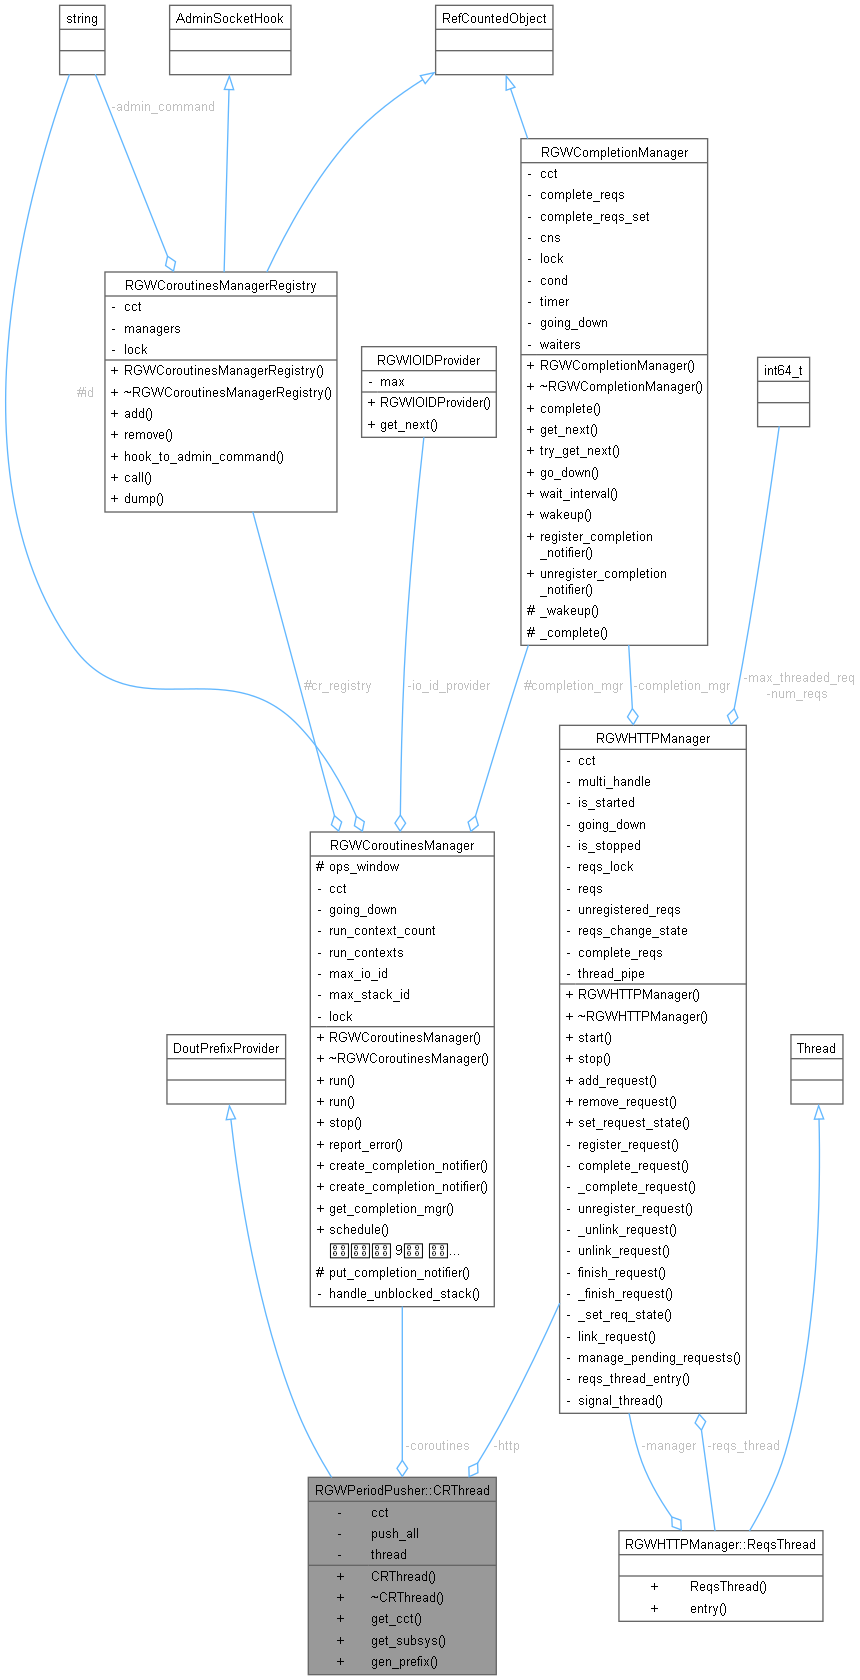 string
AdminSocketHook
RefCountedObject
-admin_command
RGWCompletionManager
- cct
- complete_reqs
- complete_reqs_set
- cns
- lock
- cond
- timer
- going_down
- waiters
+ RGWCompletionManager()
+ ~RGWCompletionManager()
+ complete()
+ get_next()
+ try_get_next()
+ go_down()
+ wait_interval()
+ wakeup()
+ register_completion
_notifier()
+ unregister_completion
_notifier()
# _wakeup()
# _complete()
RGWCoroutinesManagerRegistry
- cct
- managers
- lock
+ RGWCoroutinesManagerRegistry()
+ ~RGWCoroutinesManagerRegistry()
+ add()
+ remove()
+ hook_to_admin_command()
+ call()
+ dump()
#id
RGWIOIDProvider
- max
+ RGWIOIDProvider()
+ get_next()
int64_t
#cr_registry
-io_id_provider
#completion_mgr
-completion_mgr
-max_threaded_req
-num_reqs
RGWHTTPManager
- cct
- multi_handle
- is_started
- going_down
- is_stopped
- reqs_lock
- reqs
- unregistered_reqs
- reqs_change_state
- complete_reqs
- thread_pipe
+ RGWHTTPManager()
+ ~RGWHTTPManager()
+ start()
+ stop()
+ add_request()
+ remove_request()
+ set_request_state()
- register_request()
- complete_request()
- _complete_request()
- unregister_request()
- _unlink_request()
- unlink_request()
- finish_request()
- _finish_request()
- _set_req_state()
- link_request()
- manage_pending_requests()
- reqs_thread_entry()
- signal_thread()
RGWCoroutinesManager
# ops_window
- cct
- going_down
- run_context_count
- run_contexts
- max_io_id
- max_stack_id
- lock
+ RGWCoroutinesManager()
+ ~RGWCoroutinesManager()
+ run()
+ run()
+ stop()
+ report_error()
+ create_completion_notifier()
+ create_completion_notifier()
+ get_completion_mgr()
+ schedule()
9 ...
# put_completion_notifier()
- handle_unblocked_stack()
DoutPrefixProvider
Thread
-coroutines
-http
-manager
-reqs_thread
RGWPeriodPusher::CRThread
- cct
- push_all
- thread
+ CRThread()
+ ~CRThread()
+ get_cct()
+ get_subsys()
+ gen_prefix()
RGWHTTPManager::ReqsThread
+ ReqsThread()
+ entry()